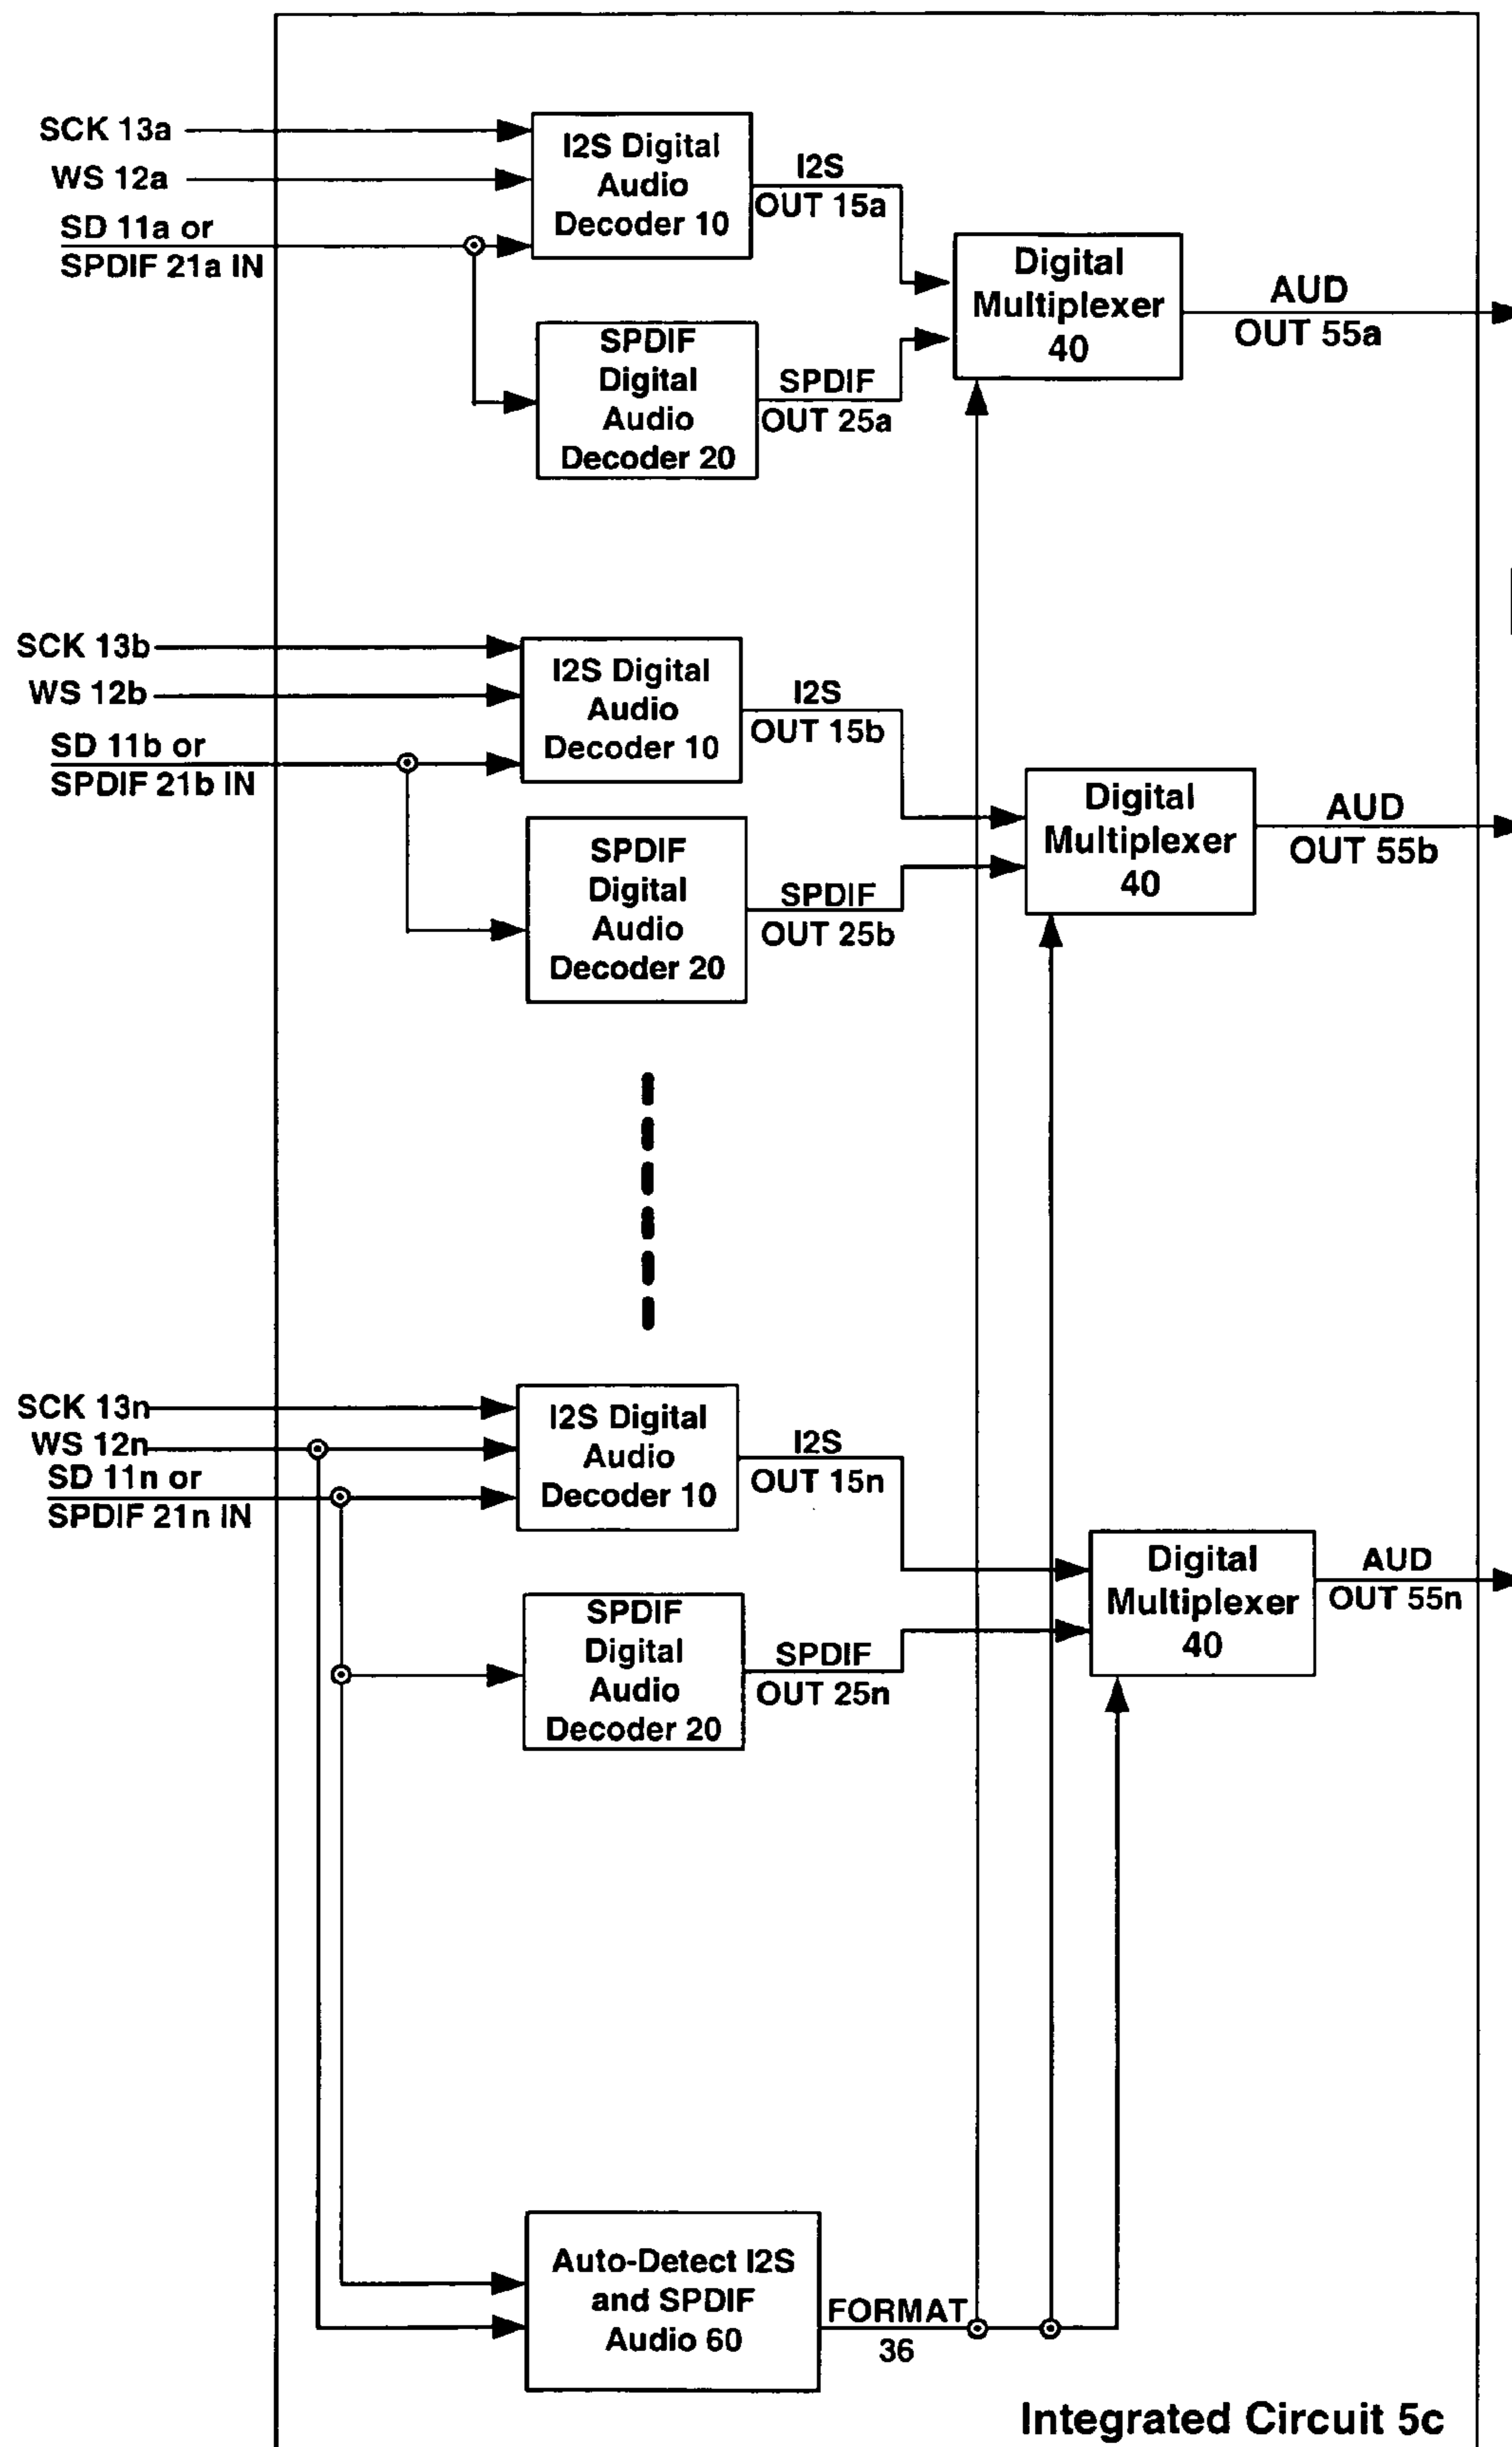 SCK 13a
WS 12a
SD 11a or
SPDIF 21a IN
I2S Digital
Audio
Decoder 10
I2S
OUT 15a
SPDIF
Digital
Audio
Decoder 20
SPDIF
OUT 25a
Digital
Multiplexer
40
AUD
OUT 55a
SCK 13b
WS 12b
SD 11b or
SPDIF 21b IN
I2S Digital
Audio
Decoder 10
I2S
OUT 15b
SPDIF
Digital
Audio
Decoder 20
SPDIF
OUT 25b
Digital
Multiplexer
40
AUD
OUT 55b
SCK 13n
WS 12n
SD 11n or
SPDIF 21n IN
I2S Digital
Audio
Decoder 10
I2S
OUT 15n
SPDIF
Digital
Audio
Decoder 20
SPDIF
OUT 25n
Digital
Multiplexer
40
AUD
OUT 55n
Auto-Detect I2S
and SPDIF
Audio 60
FORMAT
36
Integrated Circuit 5c